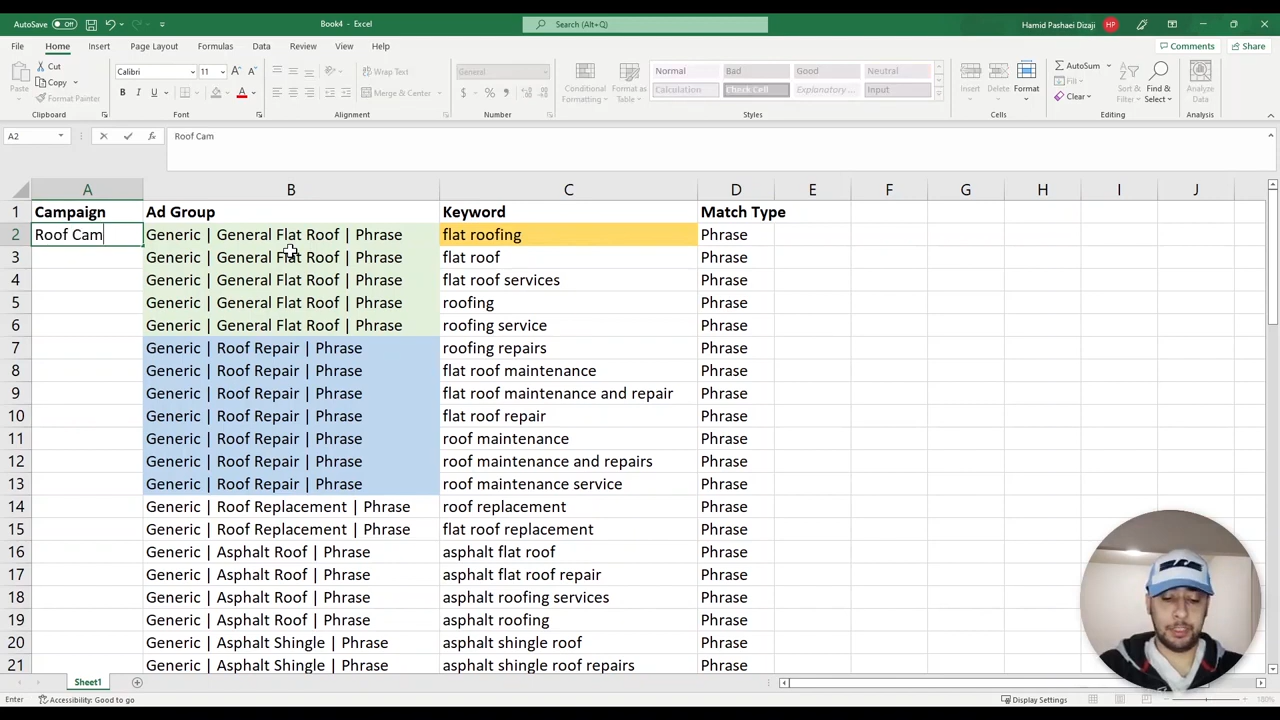 AutoSave Off Book4 - Excel Search (Alt+Q) Hamid Pashaei Dizaji HP
File Home Insert Page Layout Formulas Data Review View Help Comments Share
Paste Cut Copy Format Painter Clipboard
Calibri 11 B I U A Font
Wrap Text Merge & Center Alignment
General $ % Number
Conditional Formatting Format as Table
Normal Bad Good Neutral
Calculation Check Cell Explanatory ... Input
Styles
Insert Delete Format Cells
AutoSum Fill Clear Sort & Filter Find & Select Editing
Analyze Data Analysis
A2 fx Roof Cam
A B C D E F G H I J
1 Campaign Ad Group Keyword Match Type
2 Roof Cam Generic | General Flat Roof | Phrase flat roofing Phrase
3 Generic | General Flat Roof | Phrase flat roof Phrase
4 Generic | General Flat Roof | Phrase flat roof services Phrase
5 Generic | General Flat Roof | Phrase roofing Phrase
6 Generic | General Flat Roof | Phrase roofing service Phrase
7 Generic | Roof Repair | Phrase roofing repairs Phrase
8 Generic | Roof Repair | Phrase flat roof maintenance Phrase
9 Generic | Roof Repair | Phrase flat roof maintenance and repair Phrase
10 Generic | Roof Repair | Phrase flat roof repair Phrase
11 Generic | Roof Repair | Phrase roof maintenance Phrase
12 Generic | Roof Repair | Phrase roof maintenance and repairs Phrase
13 Generic | Roof Repair | Phrase roof maintenance service Phrase
14 Generic | Roof Replacement | Phrase roof replacement Phrase
15 Generic | Roof Replacement | Phrase flat roof replacement Phrase
16 Generic | Asphalt Roof | Phrase asphalt flat roof Phrase
17 Generic | Asphalt Roof | Phrase asphalt flat roof repair Phrase
18 Generic | Asphalt Roof | Phrase asphalt roofing services Phrase
19 Generic | Asphalt Roof | Phrase asphalt roofing Phrase
20 Generic | Asphalt Shingle | Phrase asphalt shingle roof Phrase
21 Generic | Asphalt Shingle | Phrase asphalt shingle roof repairs Phrase
Sheet1
Enter Accessibility: Good to go Display Settings 160%